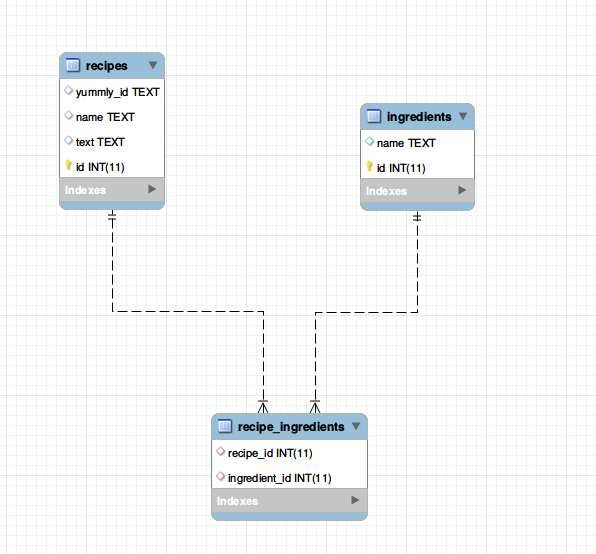 recipes
yummly_id TEXT
name TEXT
text TEXT
id INT(11)
Indexes
ingredients
name TEXT
id INT(11)
Indexes
recipe_ingredients
recipe_id INT(11)
ingredient_id INT(11)
Indexes